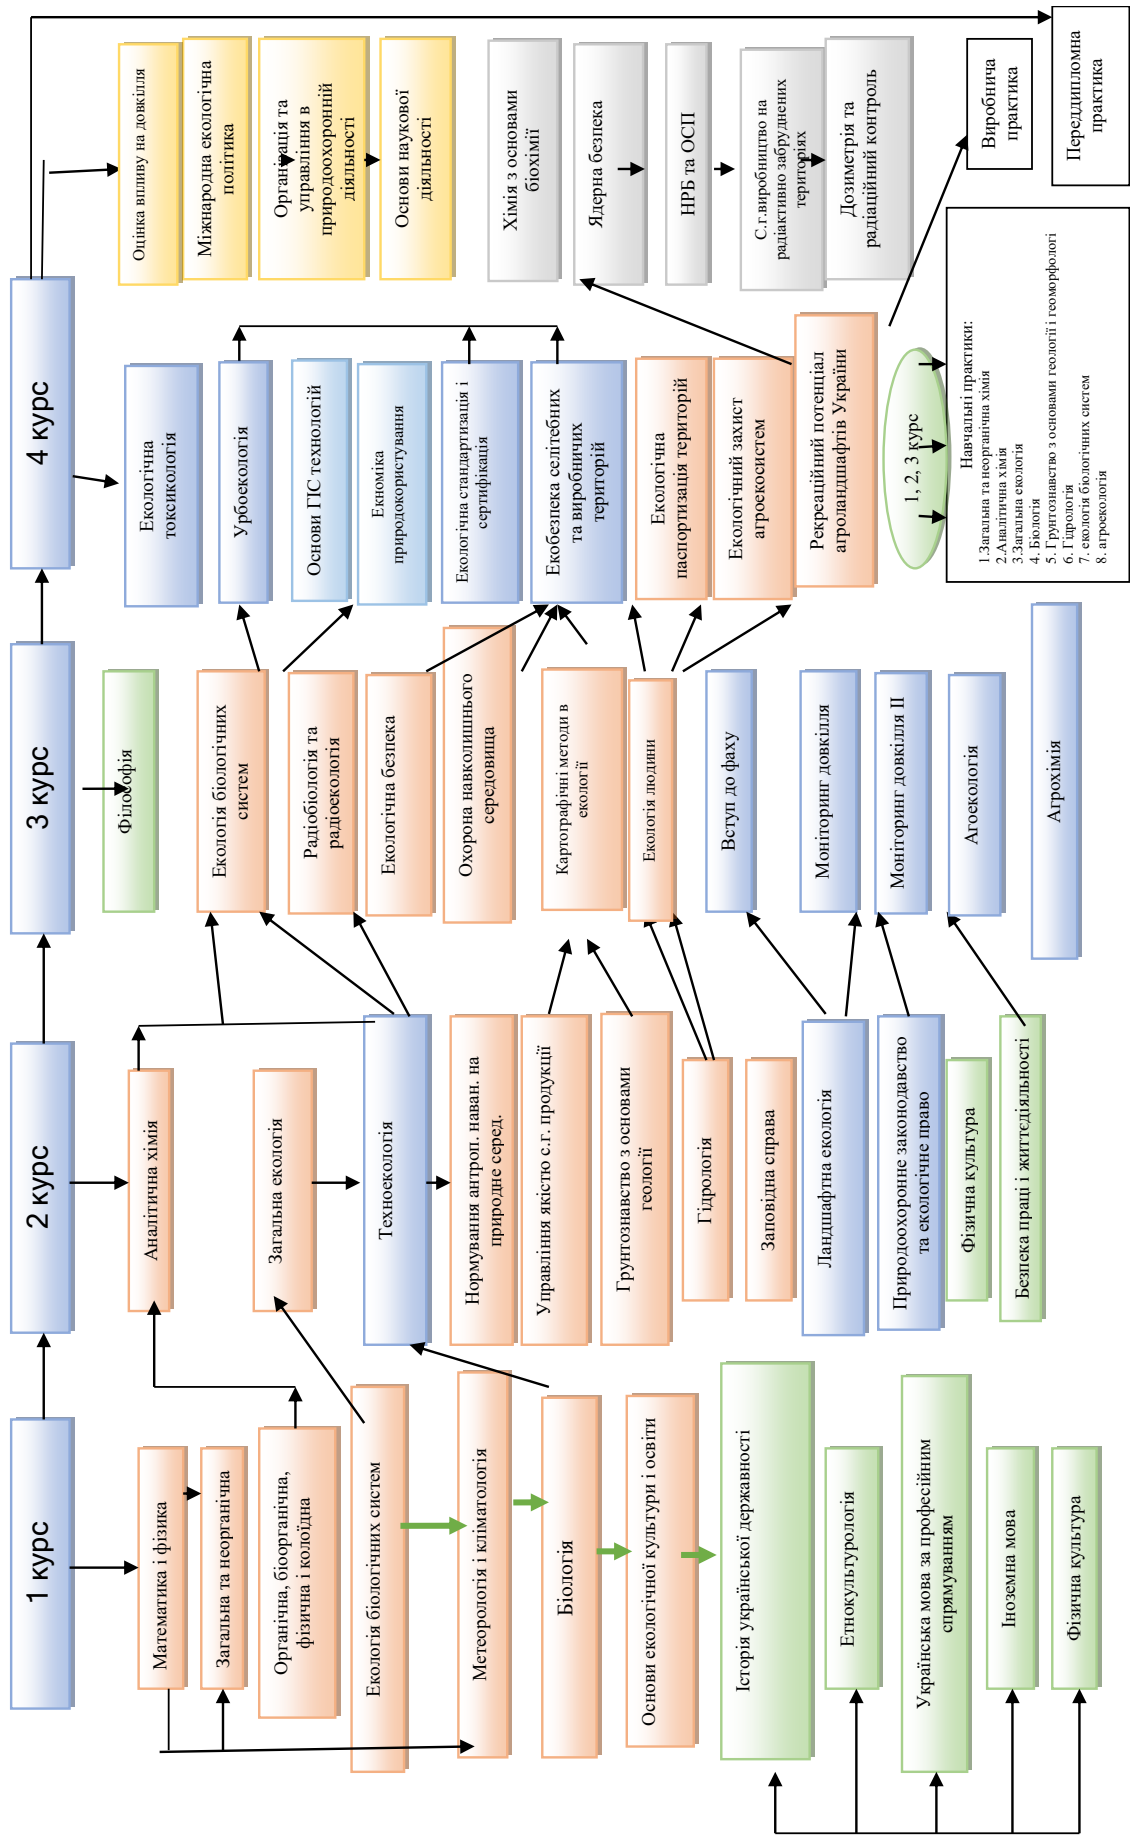 1 курс
Математика і фізика
Загальна та неорганічна
Органічна, біоорганічна,
фізична і колоїдна
Екологія біологічних систем
Метеорологія і кліматологія
Біологія
Основи екологічної культури і освіти
Історія української державності
Етнокультурологія
Українська мова за професійним
спрямуванням
Іноземна мова
Фізична культура
2 курс
Аналітична хімія
Загальна екологія
Техноекологія
Нормування антроп. наван. на
природне серед.
Управління якістю с.г. продукції
Грунтознавство з основами
геології
Гідрологія
Заповідна справа
Ландшафтна екологія
Природоохоронне законодавство
та екологічне право
Фізична культура
Безпека праці і життєдіяльності
3 курс
Філософія
Екологія біологічних
систем
Радіобіологія та
радіоекологія
Екологічна безпека
Охорона навколишнього
середовища
Картографічні методи в
екології
Екологія людини
Вступ до фаху
Моніторинг довкілля
Моніторинг довкілля ІІ
Агоекологія
Агрохімія
4 курс
Екологічна
токсикологія
Урбоекологія
Основи ГІС технологій
Екноміка
природокористування
Екологічна стандартизація і
сертифікація
Екобезпека селітебних
та виробничих
територій
Екологічна
паспортизація територій
Екологічний захист
агроекосистем
Рекреаційний потенціал
агроландшафтів України
1, 2, 3 курс
Навчальні практики:
1.Загальна та неорганічна хімія
2.Аналітична хімія
3.Загальна екологія
4. Біологія
5. Грунтознавство з основами геології і геоморфології
6. Гідрологія
7. екологія біологічних систем
8. агроекологія
Оцінка впливу на довкілля
Міжнародна екологічна
політика
Організація та
управління в
природоохоронній
діяльності
Основи наукової
діяльності
Хімія з основами
біохімії
Ядерна безпека
НРБ та ОСП
С.г.виробництво на
радіактивно забруднених
територіях
Дозиметрія та
радіаційний контроль
Виробнича
практика
Переддипломна
практика